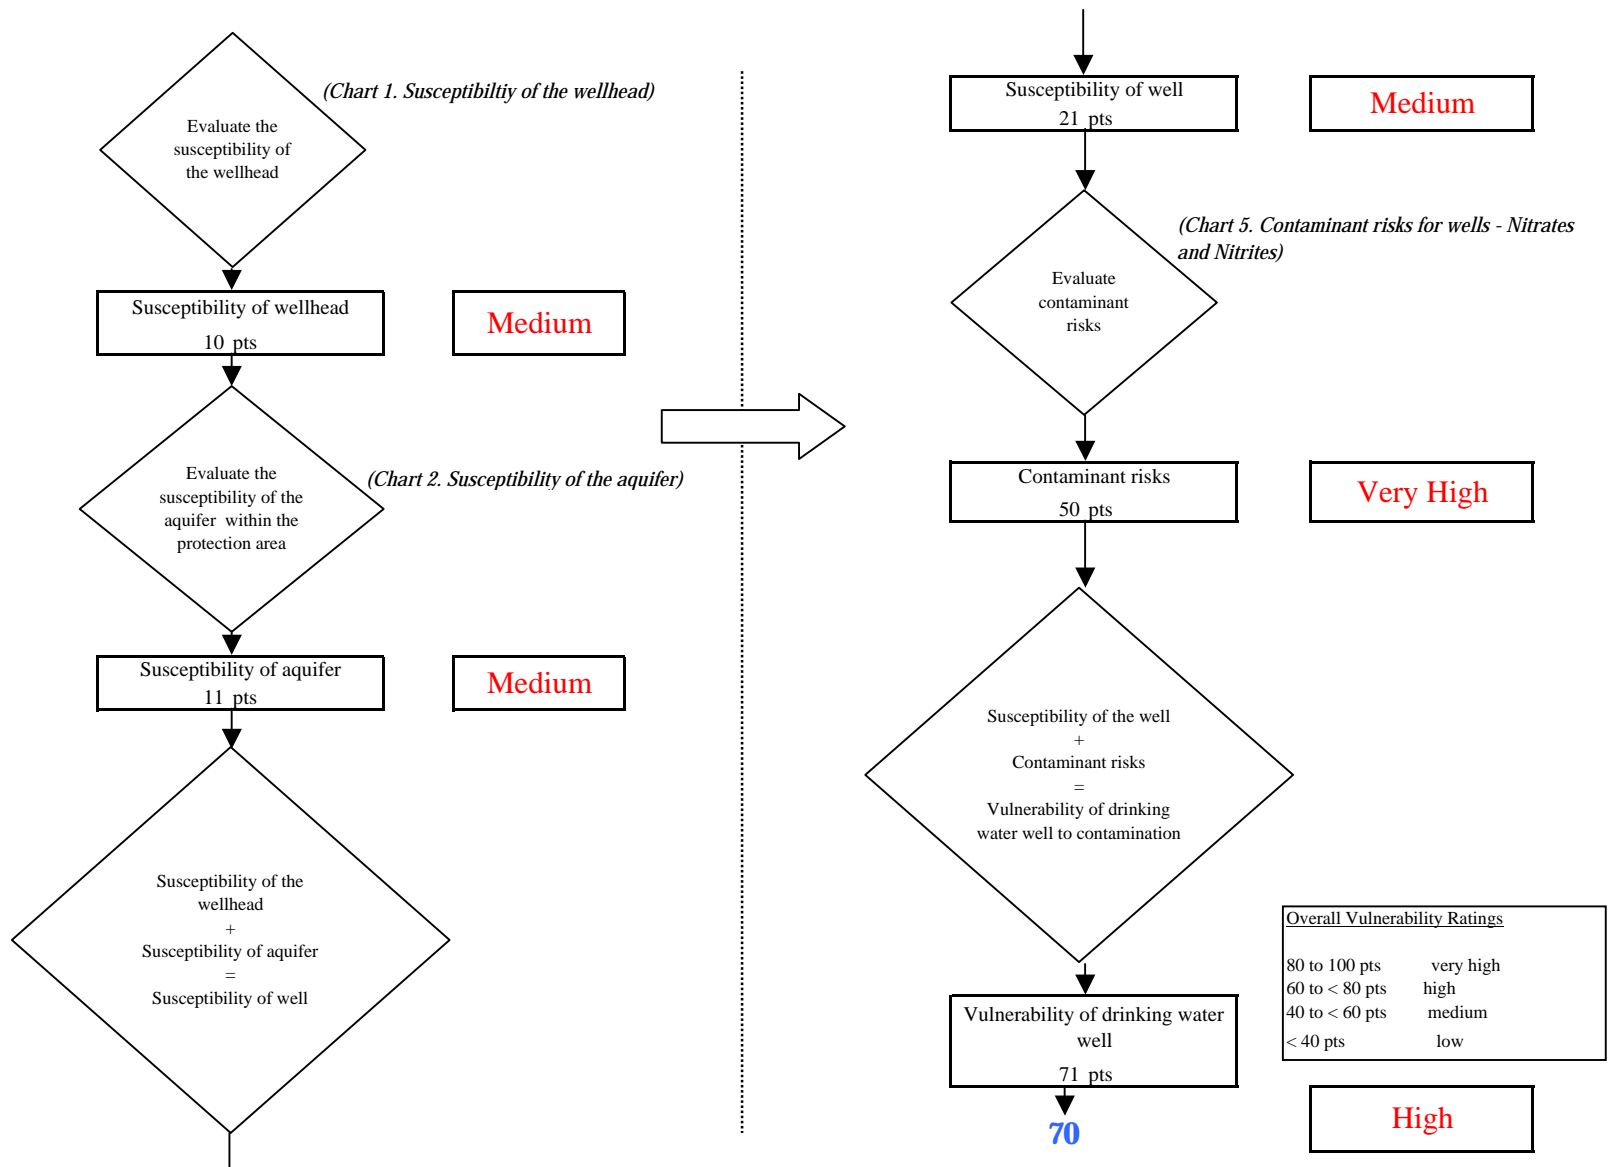 (Chart 1. Susceptibiltiy of the wellhead)
Evaluate the
susceptibility of
the wellhead
Susceptibility of wellhead
10 pts
Medium
Evaluate the
susceptibility of the
aquifer within the
protection area
(Chart 2. Susceptibility of the aquifer)
Susceptibility of aquifer
11 pts
Medium
Susceptibility of the
wellhead
+
Susceptibility of aquifer
=
Susceptibility of well
Susceptibility of well
21 pts
Medium
(Chart 5. Contaminant risks for wells - Nitrates
and Nitrites)
Evaluate
contaminant
risks
Contaminant risks
50 pts
Very High
Susceptibility of the well
+
Contaminant risks
=
Vulnerability of drinking
water well to contamination
Overall Vulnerability Ratings
80 to 100 pts very high
60 to < 80 pts high
40 to < 60 pts medium
< 40 pts low
Vulnerability of drinking water
well
71 pts
70
High